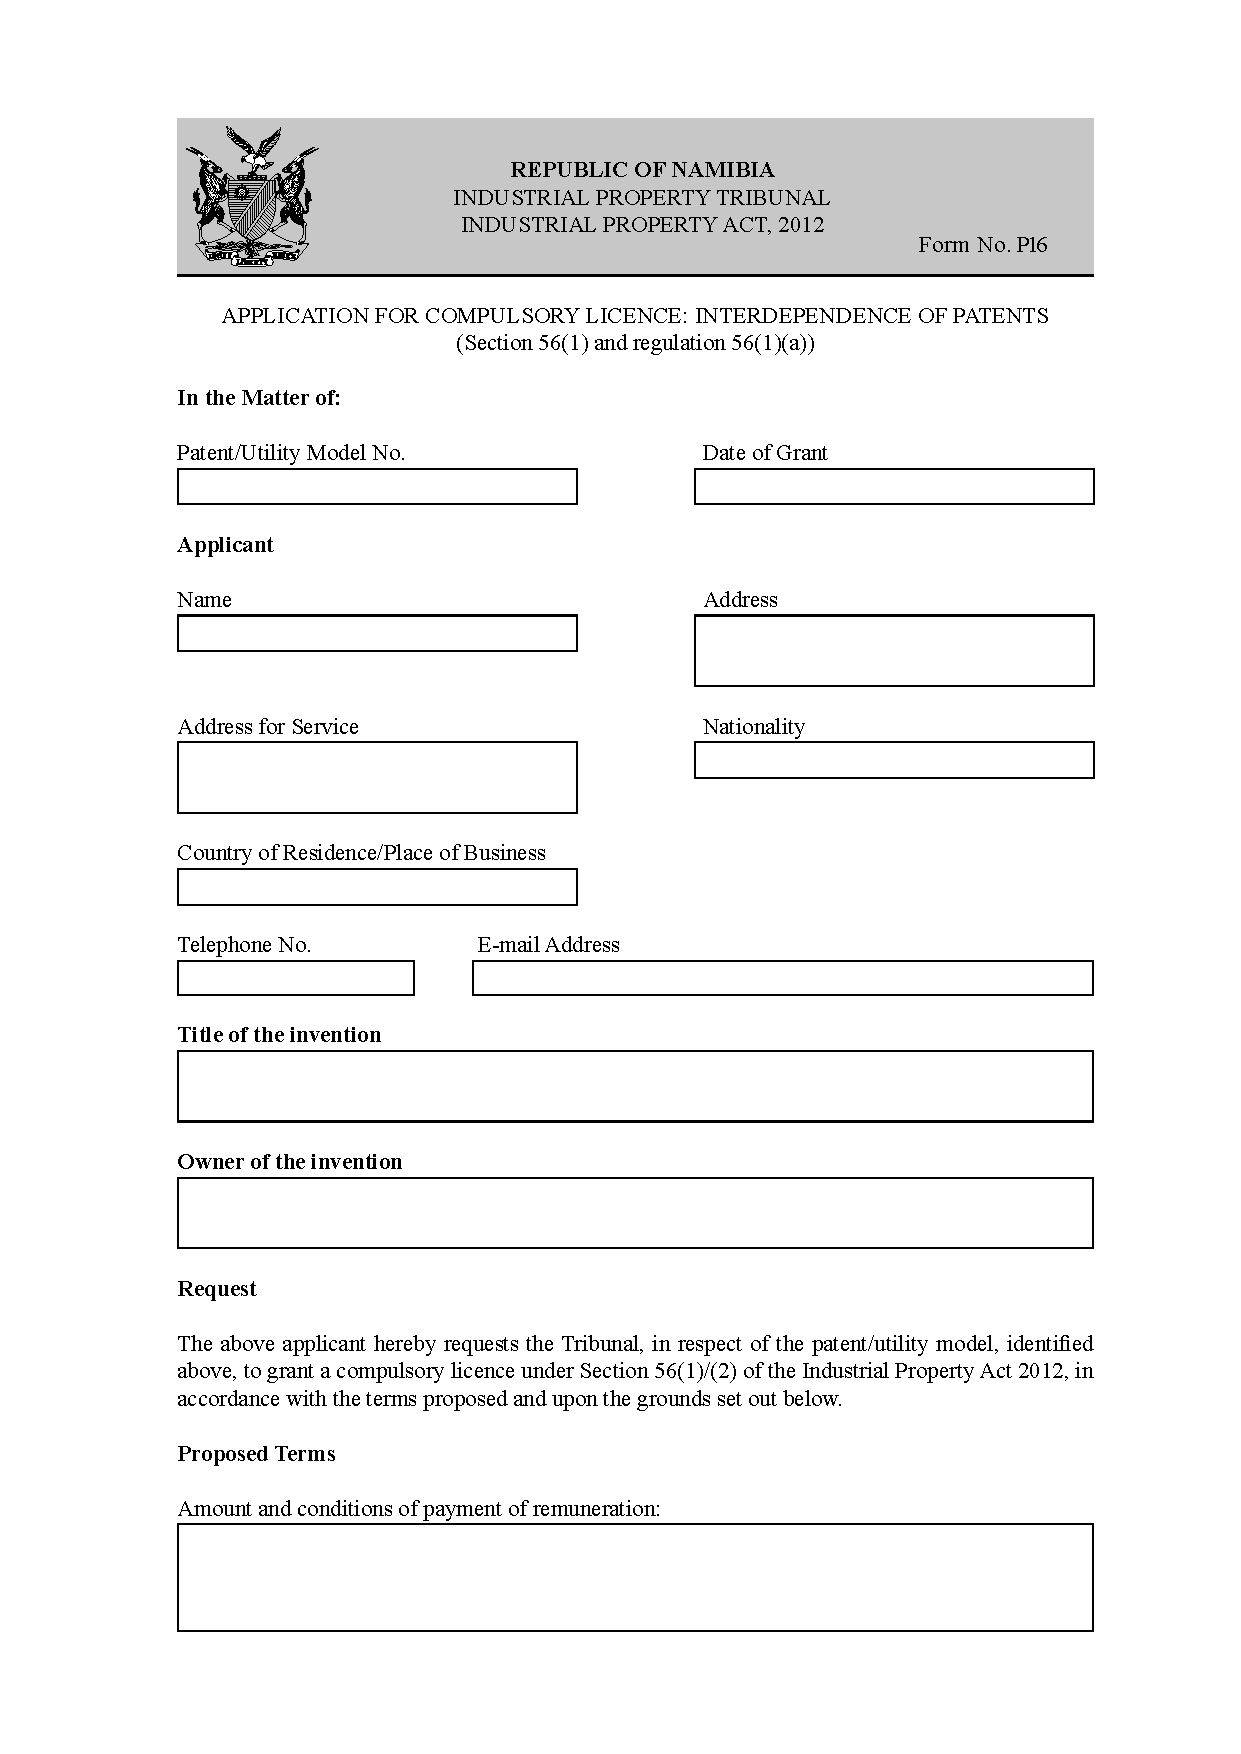 REPUBLIC OF NAMIBIA
INDUSTRIAL PROPERTY TRIBUNAL
INDUSTRIAL PROPERTY ACT, 2012
Form No. Pl6
APPLICATION FOR COMPULSORY LICENCE: INTERDEPENDENCE OF PATENTS
(Section 56(1) and regulation 56(1)(a))
In the Matter of:
Patent/Utility Model No. Date of Grant
Applicant
Name Address
Address for Service Nationality
Country of Residence/Place of Business
Telephone No. E-mail Address
Title of the invention
Owner of the invention
Request
The above applicant hereby requests the Tribunal, in respect of the patent/utility model, identified
above, to grant a compulsory licence under Section 56(1)/(2) of the Industrial Property Act 2012, in
accordance with the terms proposed and upon the grounds set out below.
Proposed Terms
Amount and conditions of payment of remuneration: